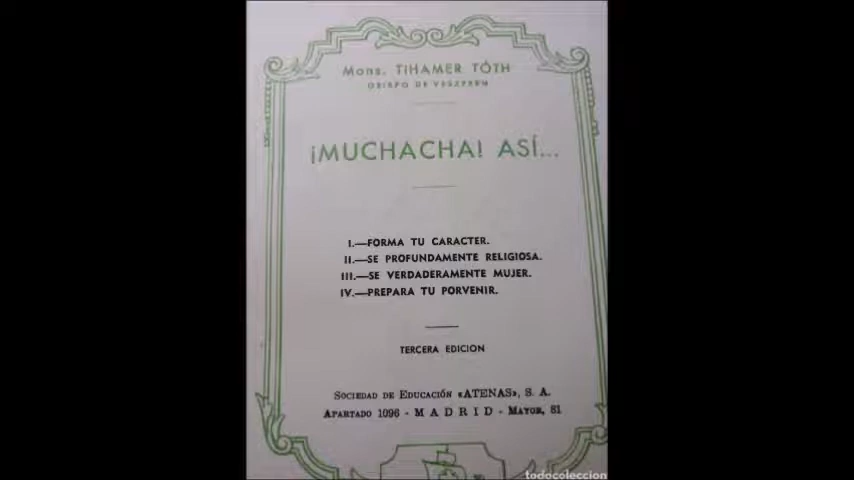 Mons. TIHAMER TÓTH
OBISPO DE VESZPREM
¡MUCHACHA! ASÍ...
I.—FORMA TU CARACTER.
II.—SE PROFUNDAMENTE RELIGIOSA.
III.—SE VERDADERAMENTE MUJER.
IV.—PREPARA TU PORVENIR.
TERCERA EDICION
SOCIEDAD DE EDUCACIÓN «ATENAS», S. A.
APARTADO 1096 - MADRID - MAYOR, 81
todocoleccion